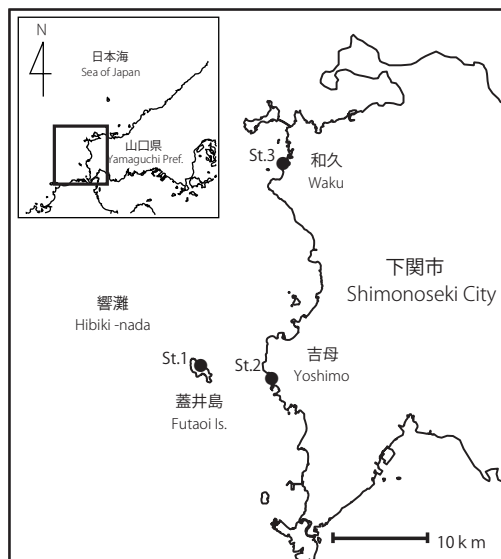 N
日本海
Sea of Japan
山口県
Yamaguchi Pref.
St.3
和久
Waku
下関市
Shimonoseki City
響灘
Hibiki -nada
St.1
蓋井島
Futaoi Is.
St.2
吉母
Yoshimo
10 k m